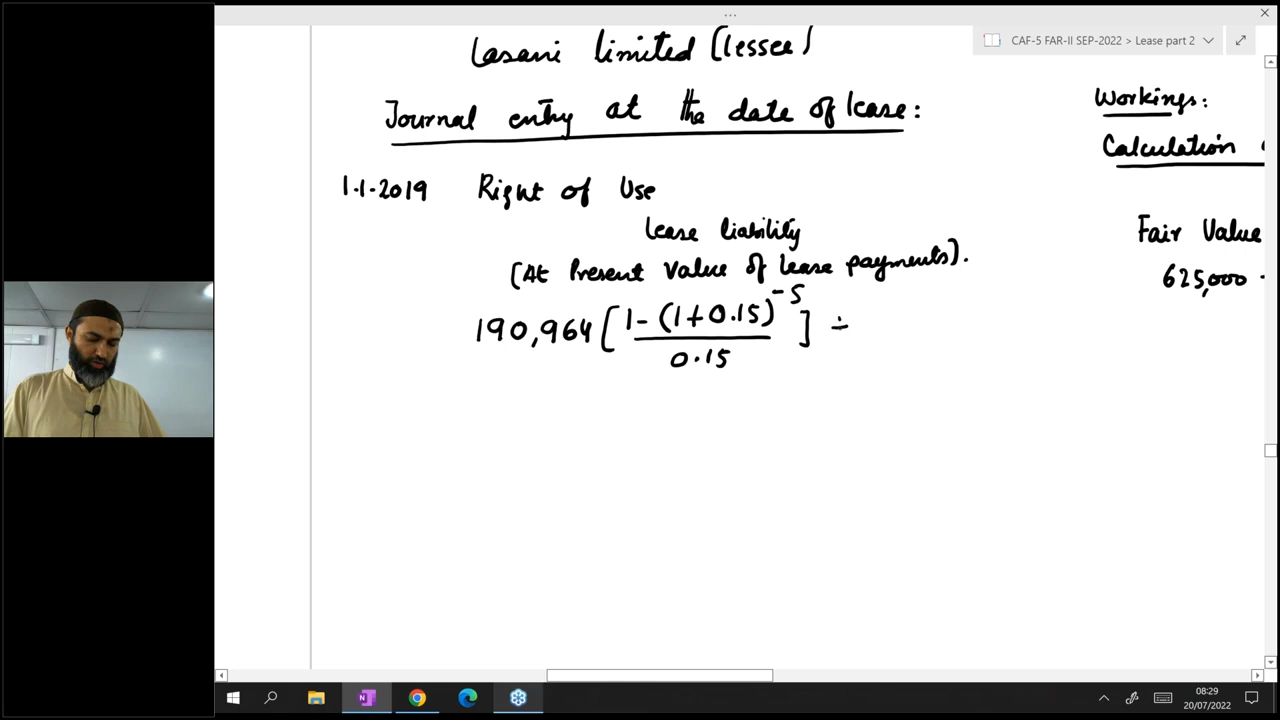 CAF-5 FAR-II SEP-2022 > Lease part 2
Lasani limited (lessee)
Journal entry at the date of lease:
1.1.2019 Right of Use
Lease liability
(At Present Value of lease payments).
190,964 [ 1 - (1 + 0.15)^-5 / 0.15 ] ÷
Workings:
Calculation
Fair Value
625,000 -
08:29
20/07/2022